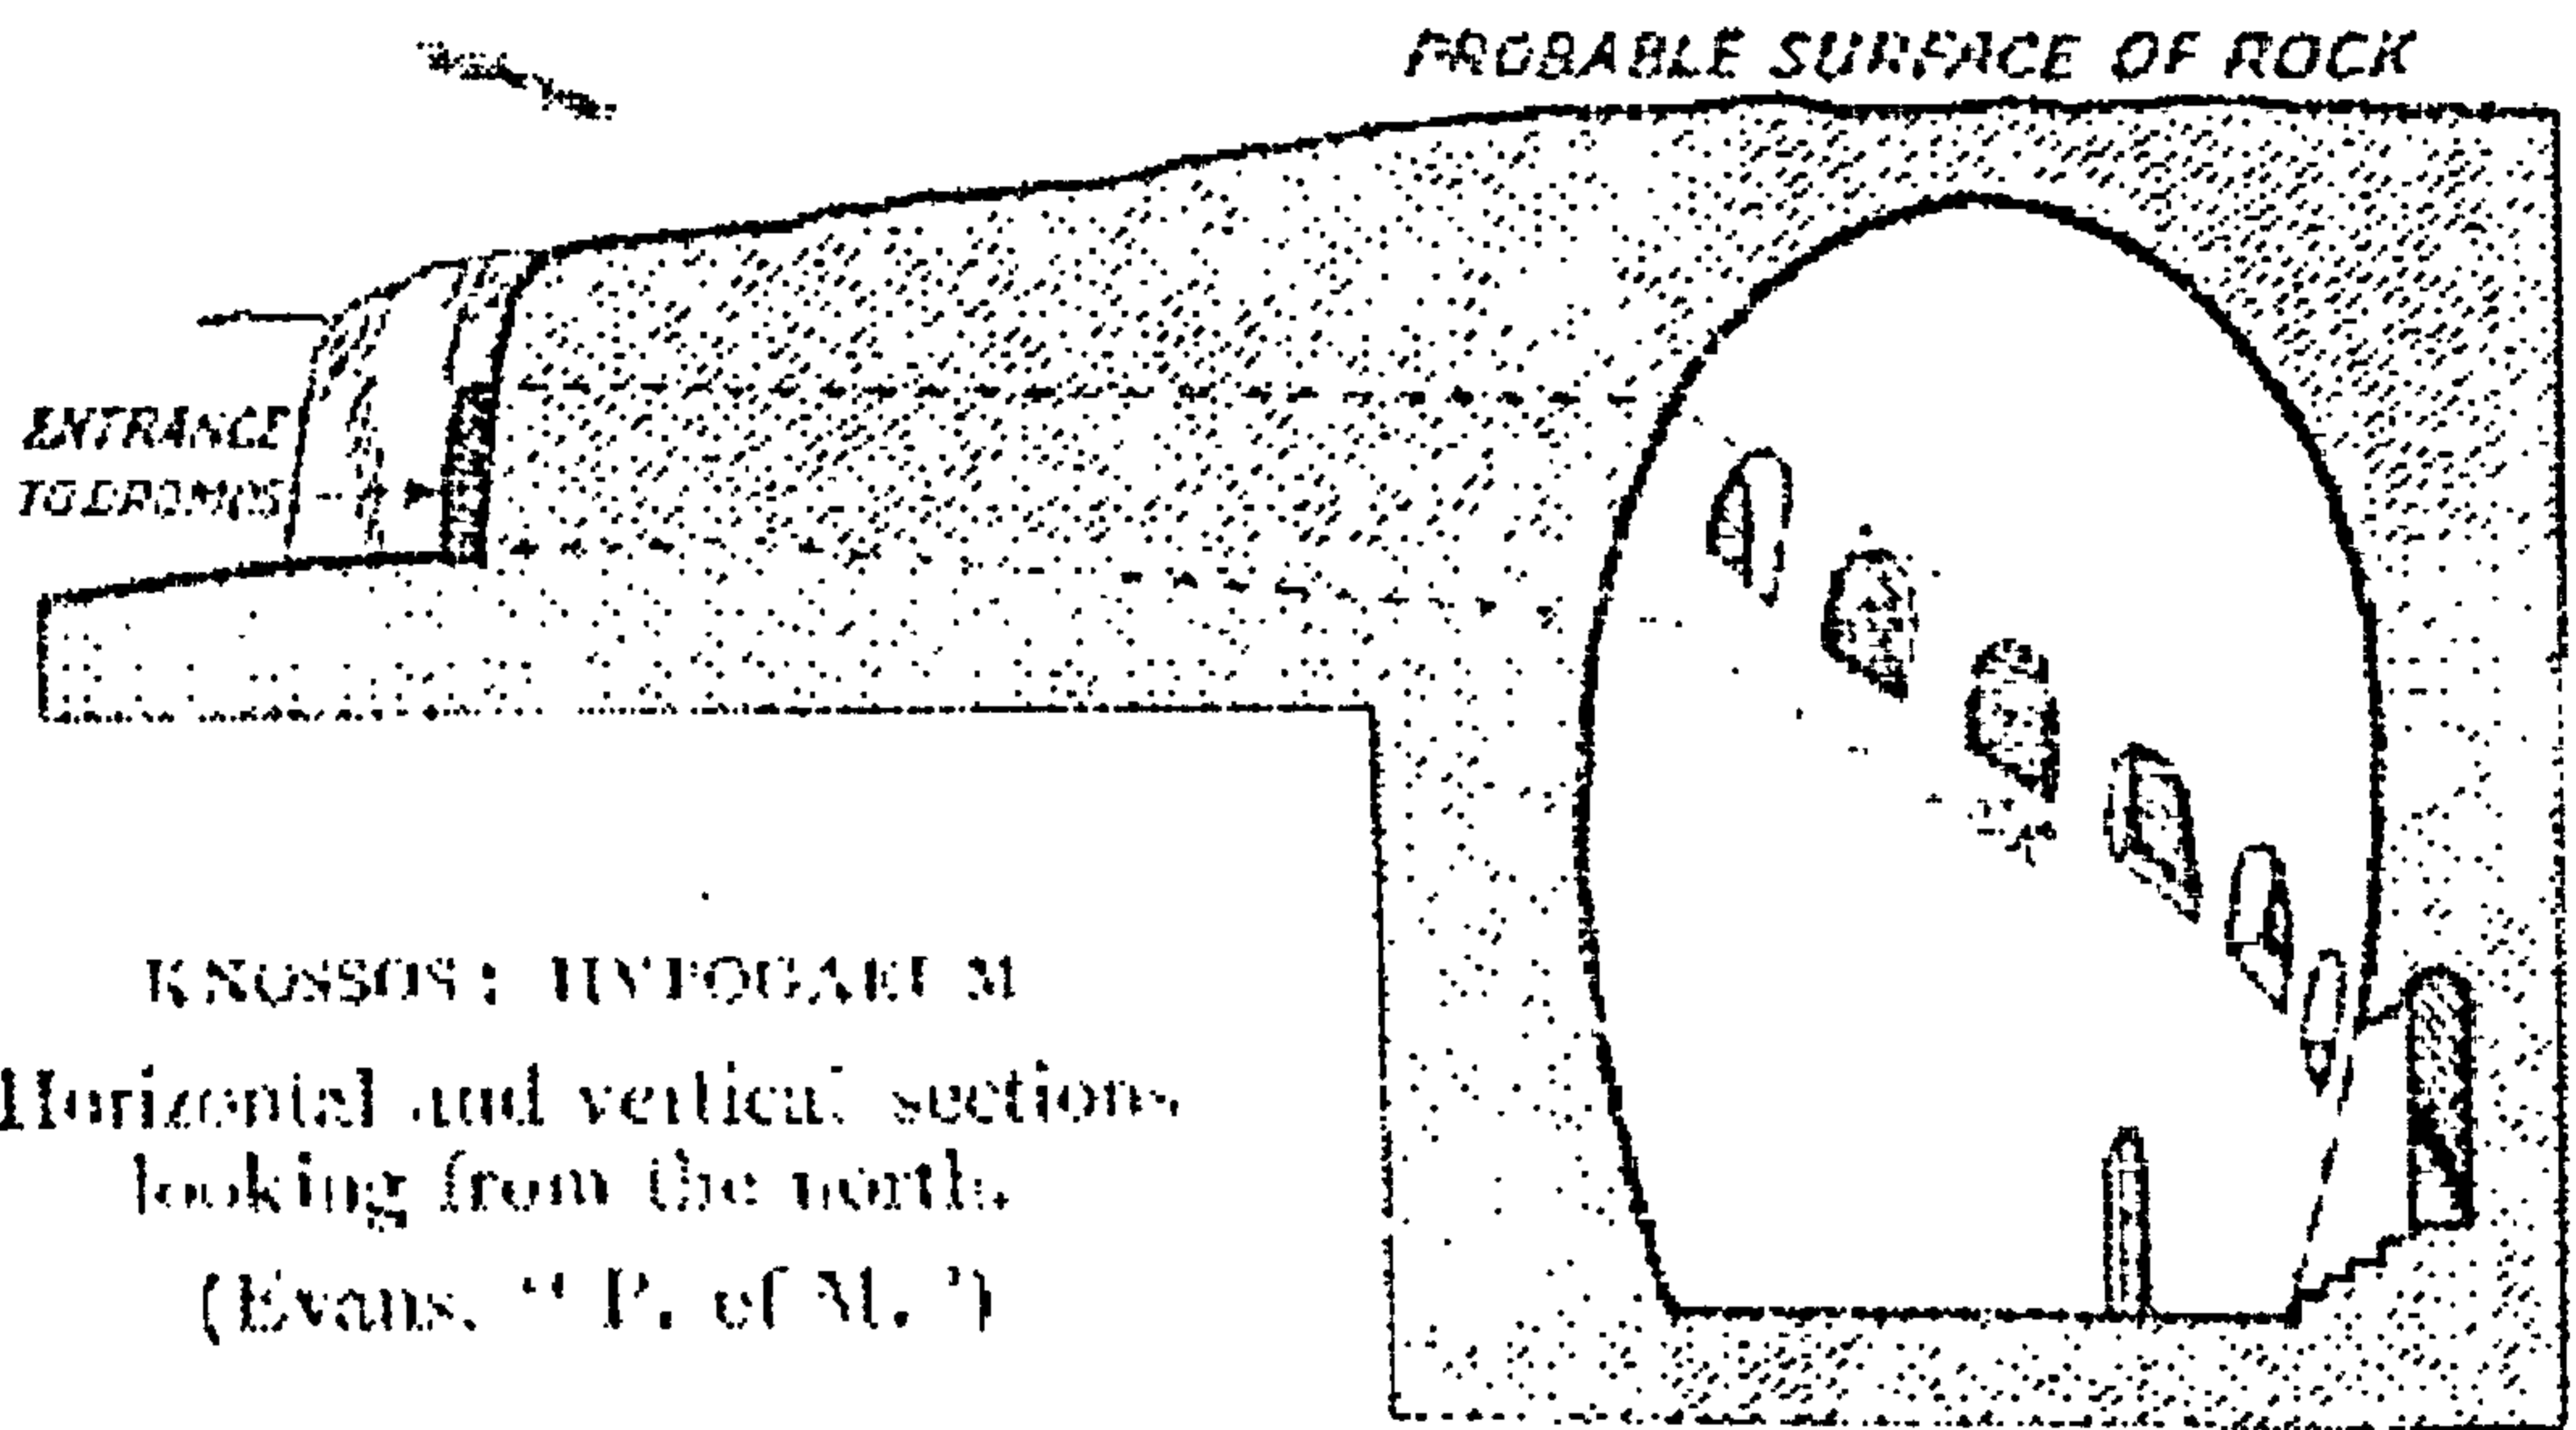 PROBABLE SURFACE OF ROCK
ENTRANCE
TO DROMOS
KNOSSOS: HYPOGAEUM
Horizontal and vertical sections
looking from the north.
(Evans, "P. of M.")